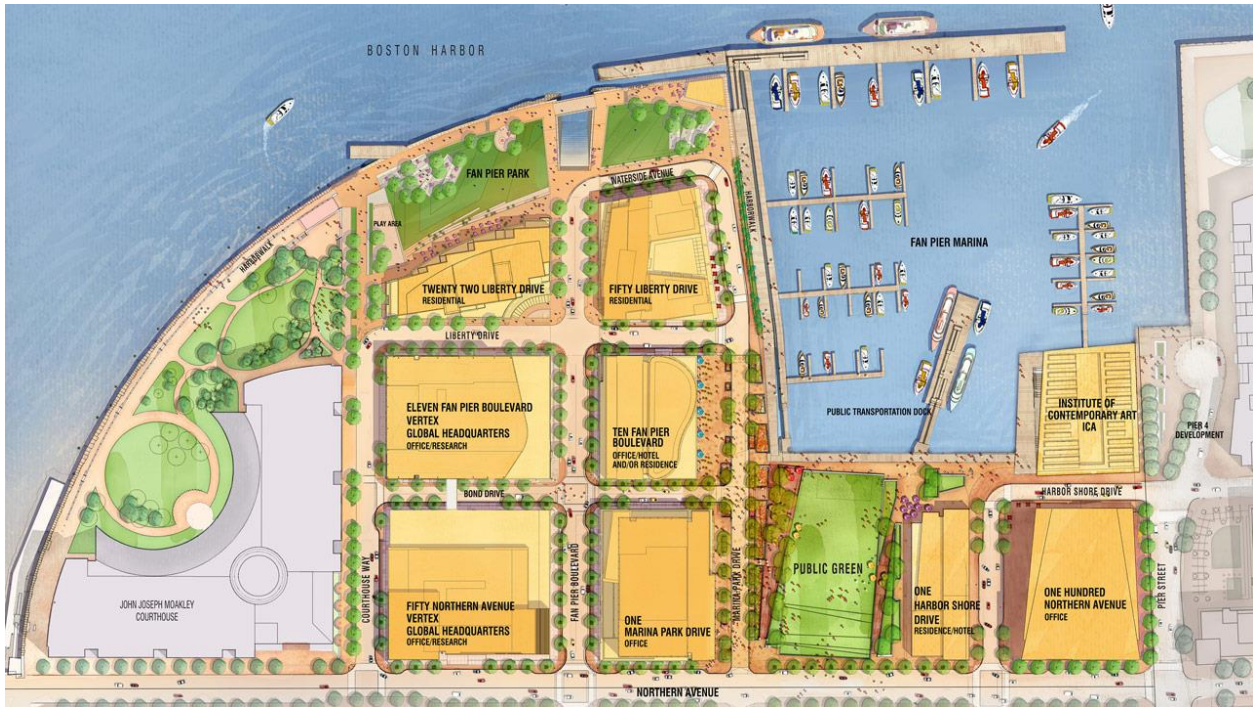 BOSTON HARBOR
FAN PIER PARK
WATERSIDE AVENUE
PLAY AREA
HARBORWALK
HARBORWALK
FAN PIER MARINA
TWENTY TWO LIBERTY DRIVE
RESIDENTIAL
FIFTY LIBERTY DRIVE
RESIDENTIAL
LIBERTY DRIVE
ELEVEN FAN PIER BOULEVARD
VERTEX
GLOBAL HEADQUARTERS
OFFICE/RESEARCH
TEN FAN PIER
BOULEVARD
OFFICE/HOTEL
AND/OR RESIDENCE
PUBLIC TRANSPORTATION DOCK
INSTITUTE OF
CONTEMPORARY ART
ICA
PIER 4
DEVELOPMENT
BOND DRIVE
HARBOR SHORE DRIVE
JOHN JOSEPH MOAKLEY
COURTHOUSE
COURTHOUSE WAY
FIFTY NORTHERN AVENUE
VERTEX
GLOBAL HEADQUARTERS
OFFICE/RESEARCH
FAN PIER BOULEVARD
ONE
MARINA PARK DRIVE
OFFICE
MARINA PARK DRIVE
PUBLIC GREEN
ONE
HARBOR SHORE
DRIVE
RESIDENCE/HOTEL
ONE HUNDRED
NORTHERN AVENUE
OFFICE
PIER STREET
NORTHERN AVENUE